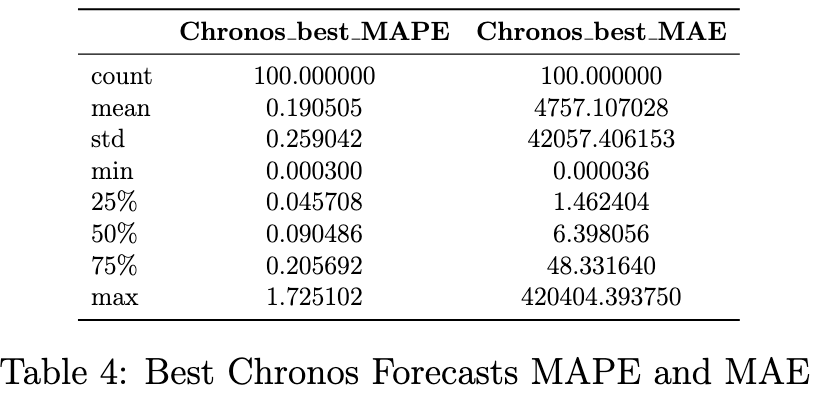 Chronos_best_MAPE Chronos_best_MAE
count 100.000000 100.000000
mean 0.190505 4757.107028
std 0.259042 42057.406153
min 0.000300 0.000036
25% 0.045708 1.462404
50% 0.090486 6.398056
75% 0.205692 48.331640
max 1.725102 420404.393750
Table 4: Best Chronos Forecasts MAPE and MAE